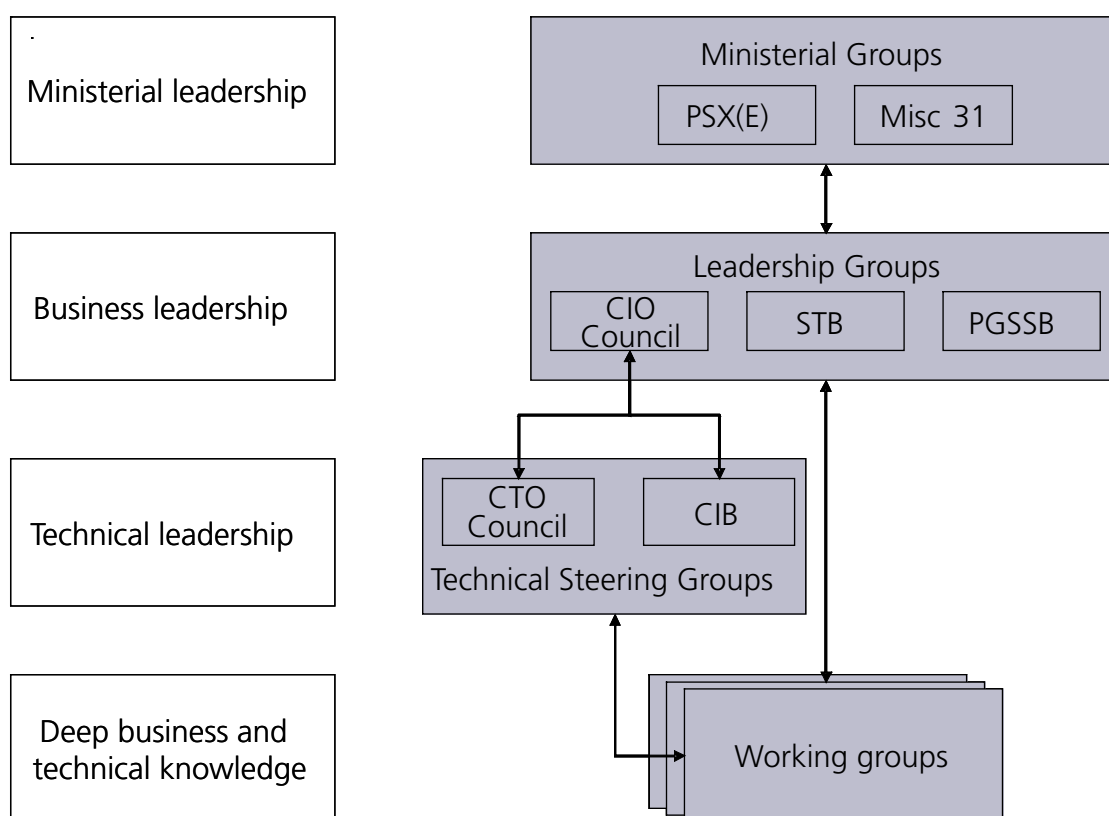 Ministerial leadership
Ministerial Groups
PSX(E)
Misc 31
Business leadership
Leadership Groups
CIO
Council
STB
PGSSB
Technical leadership
CTO
Council
CIB
Technical Steering Groups
Deep business and
technical knowledge
Working groups